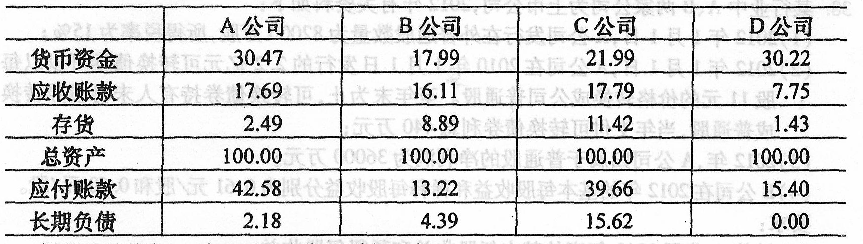 A公司 B公司 C公司 D公司
货币资金 30.47 17.99 21.99 30.22
应收账款 17.69 16.11 17.79 7.75
存货 2.49 8.89 11.42 1.43
总资产 100.00 100.00 100.00 100.00
应付账款 42.58 13.22 39.66 15.40
长期负债 2.18 4.39 15.62 0.00